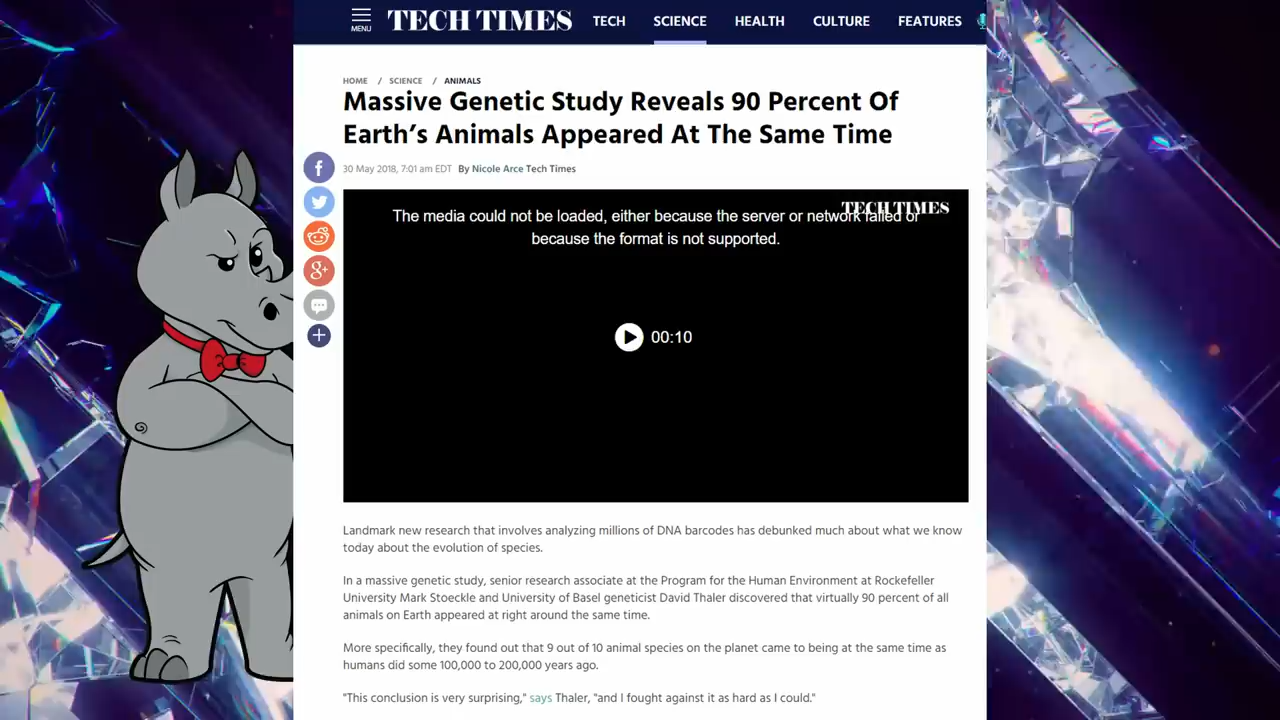 MENU
TECH TIMES
TECH
SCIENCE
HEALTH
CULTURE
FEATURES
HOME / SCIENCE / ANIMALS
Massive Genetic Study Reveals 90 Percent Of
Earth's Animals Appeared At The Same Time
30 May 2018, 7:01 am EDT By Nicole Arce Tech Times
TECH TIMES
The media could not be loaded, either because the server or network failed or
because the format is not supported.
00:10
Landmark new research that involves analyzing millions of DNA barcodes has debunked much about what we know
today about the evolution of species.
In a massive genetic study, senior research associate at the Program for the Human Environment at Rockefeller
University Mark Stoeckle and University of Basel geneticist David Thaler discovered that virtually 90 percent of all
animals on Earth appeared at right around the same time.
More specifically, they found out that 9 out of 10 animal species on the planet came to being at the same time as
humans did some 100,000 to 200,000 years ago.
"This conclusion is very surprising," says Thaler, "and I fought against it as hard as I could."